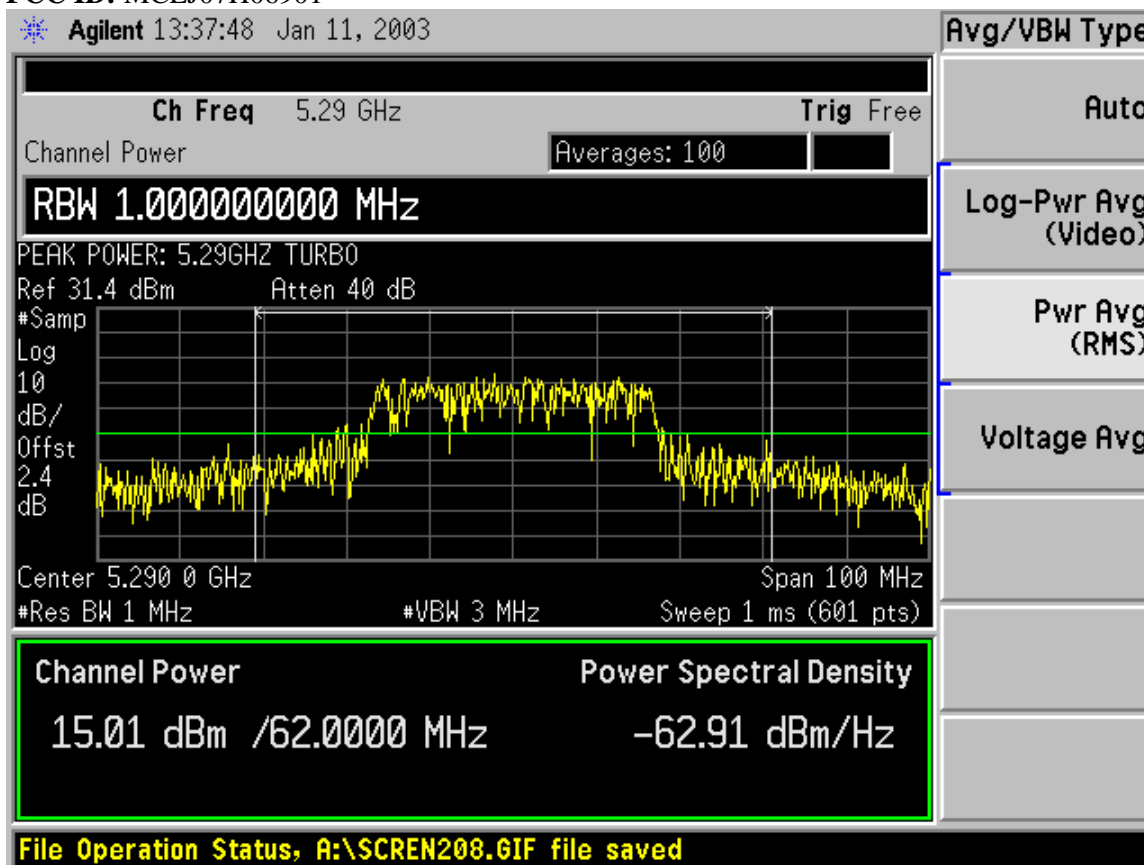 Agilent 13:37:48 Jan 11, 2003
Avg/VBW Type
Ch Freq 5.29 GHz
Trig Free
Channel Power
Averages: 100
RBW 1.000000000 MHz
PEAK POWER: 5.29GHZ TURBO
Ref 31.4 dBm
Atten 40 dB
#Samp
Log
10
dB/
Offst
2.4
dB
Center 5.290 0 GHz
Span 100 MHz
#Res BW 1 MHz
#VBW 3 MHz
Sweep 1 ms (601 pts)
Channel Power
Power Spectral Density
15.01 dBm /62.0000 MHz
-62.91 dBm/Hz
File Operation Status, A:\SCREN208.GIF file saved
Auto
Log-Pwr Avg
(Video)
Pwr Avg
(RMS)
Voltage Avg